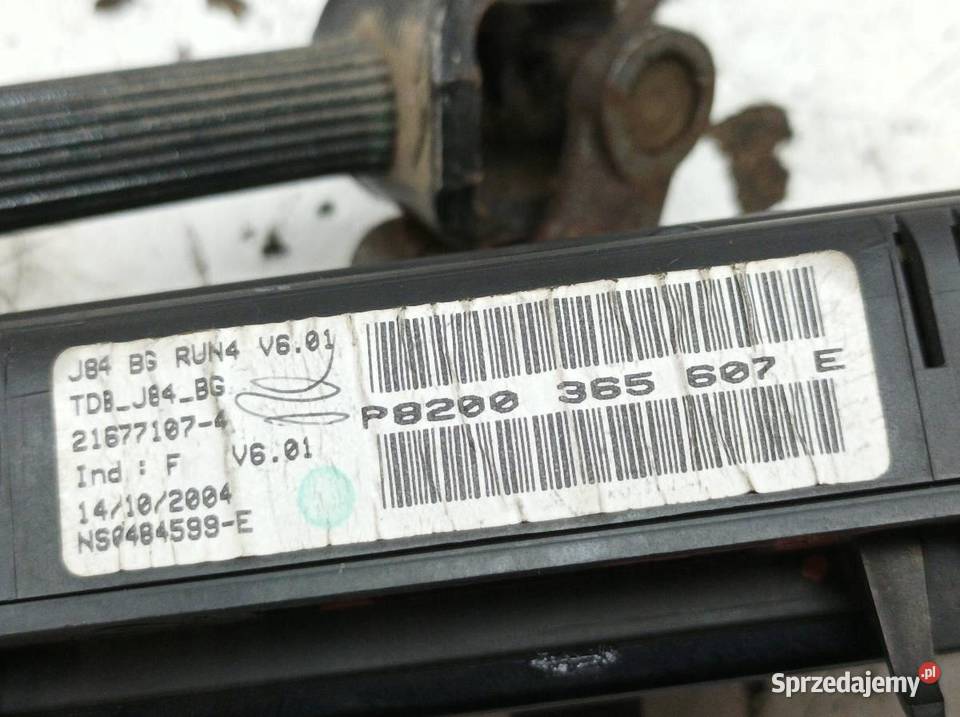 J84 BG RUN4 V6.01
TDB_J84_BG
21677107-4
Ind : F V6.01
14/10/2004
NS0484599-E
P8200 365 607 E
Sprzedajemy.pl